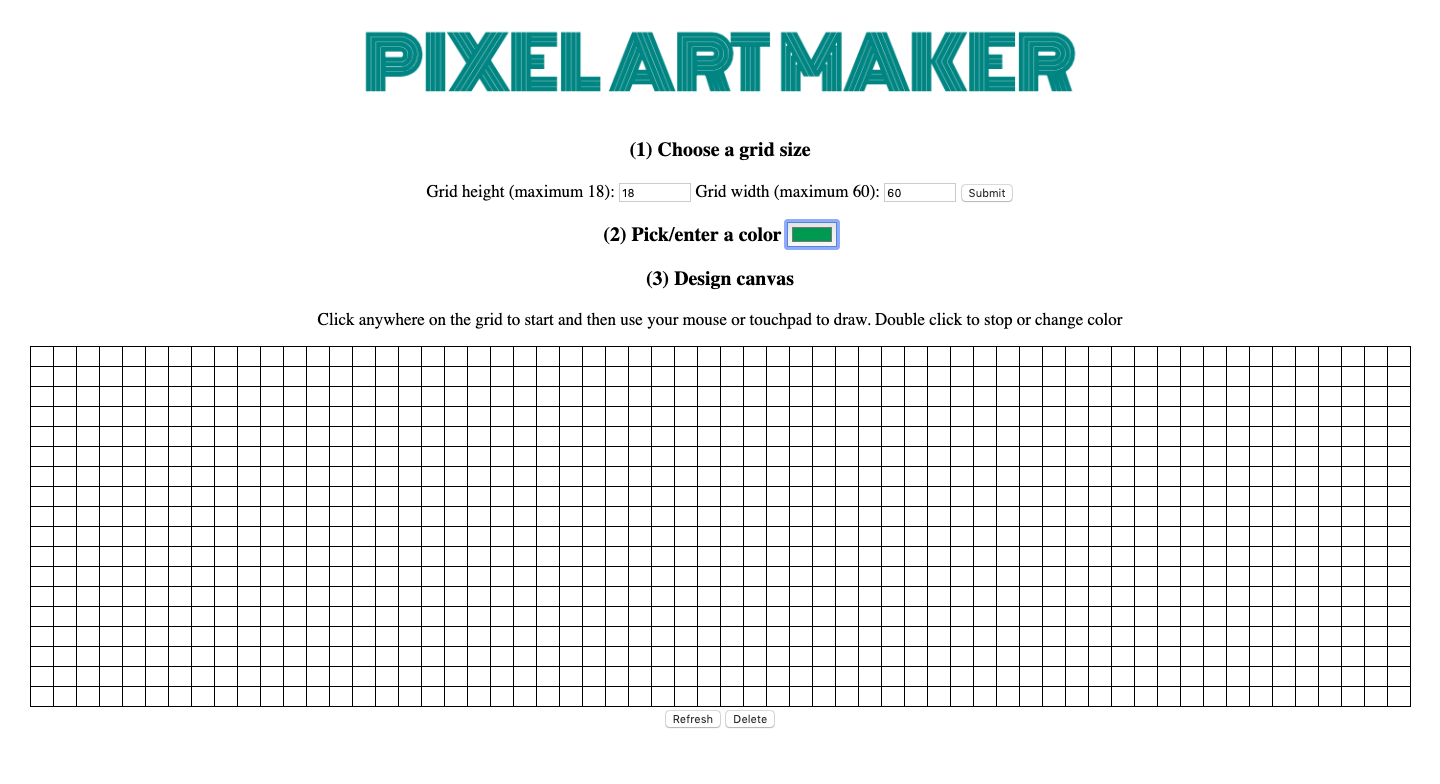 PIXEL ART MAKER
(1) Choose a grid size
Grid height (maximum 18): 18 Grid width (maximum 60): 60 Submit
(2) Pick/enter a color
(3) Design canvas
Click anywhere on the grid to start and then use your mouse or touchpad to draw. Double click to stop or change color
Refresh Delete